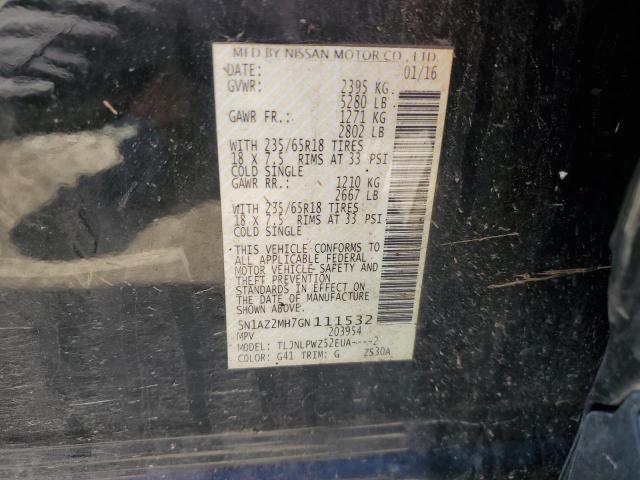 MFD BY NISSAN MOTOR CO., LTD.
DATE: 01/16
GVWR: 2395 KG
5280 LB
GAWR FR.: 1271 KG
2802 LB
WITH 235/65R18 TIRES
18 X 7.5 RIMS AT 33 PSI
COLD SINGLE
GAWR RR.: 1210 KG
2667 LB
WITH 235/65R18 TIRES
18 X 7.5 RIMS AT 33 PSI
COLD SINGLE
THIS VEHICLE CONFORMS TO
ALL APPLICABLE FEDERAL
MOTOR VEHICLE SAFETY AND
THEFT PREVENTION
STANDARDS IN EFFECT ON
THE DATE OF MANUFACTURE
SHOWN ABOVE.
5N1AZ2MH7GN111532
MPV 203954
MODEL: TLJNLPWZ52EUA----2
COLOR: G41 TRIM: G ZS30A